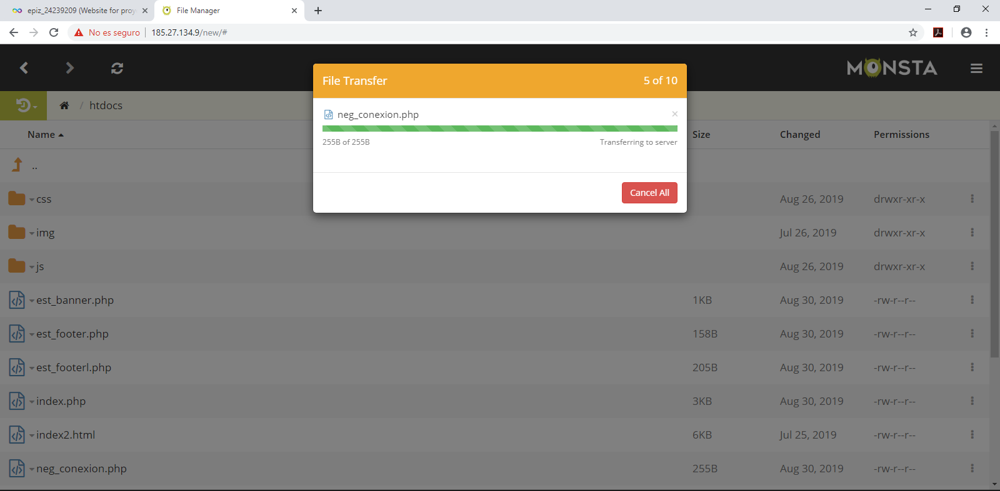 epiz_24239209 (Website for proy
File Manager
No es seguro
185.27.134.9/new/#
MONSTA
File Transfer
5 of 10
/ htdocs
neg_conexion.php
255B of 255B
Transferring to server
Cancel All
Name
Size
Changed
Permissions
..
css
Aug 26, 2019
drwxr-xr-x
img
Jul 26, 2019
drwxr-xr-x
js
Aug 26, 2019
drwxr-xr-x
est_banner.php
1KB
Aug 30, 2019
-rw-r--r--
est_footer.php
158B
Aug 30, 2019
-rw-r--r--
est_footerl.php
205B
Aug 30, 2019
-rw-r--r--
index.php
3KB
Aug 30, 2019
-rw-r--r--
index2.html
6KB
Jul 25, 2019
-rw-r--r--
neg_conexion.php
255B
Aug 30, 2019
-rw-r--r--